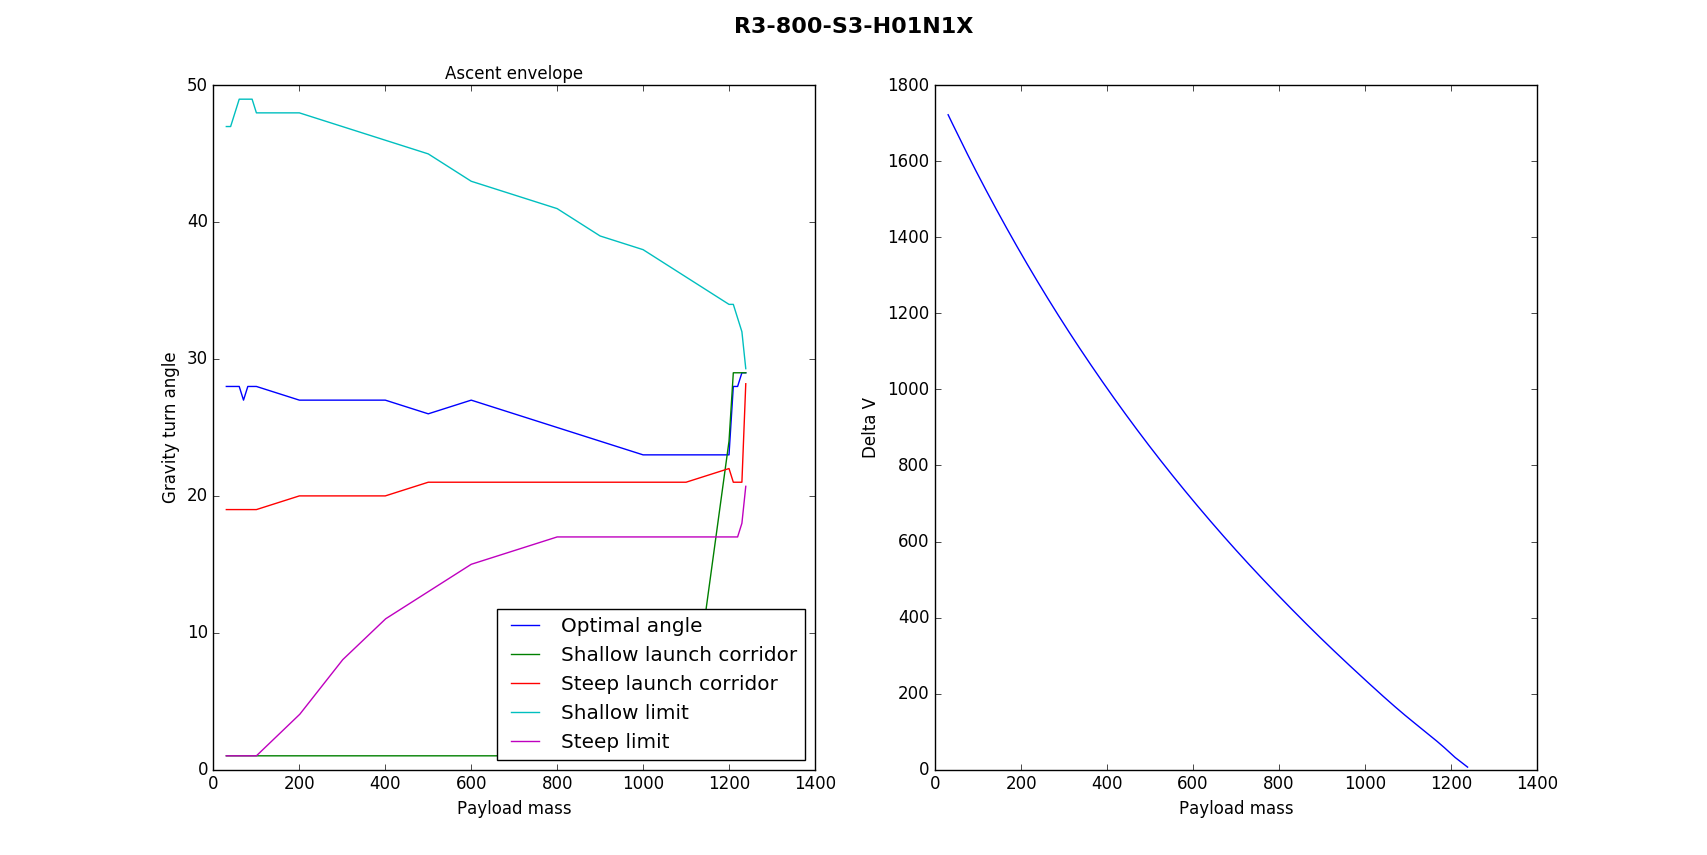 R3-800-S3-H01N1X
Ascent envelope
50
40
30
20
10
0
Gravity turn angle
0 200 400 600 800 1000 1200 1400
Payload mass
Optimal angle
Shallow launch corridor
Steep launch corridor
Shallow limit
Steep limit
1800
1600
1400
1200
1000
800
600
400
200
0
Delta V
0 200 400 600 800 1000 1200 1400
Payload mass